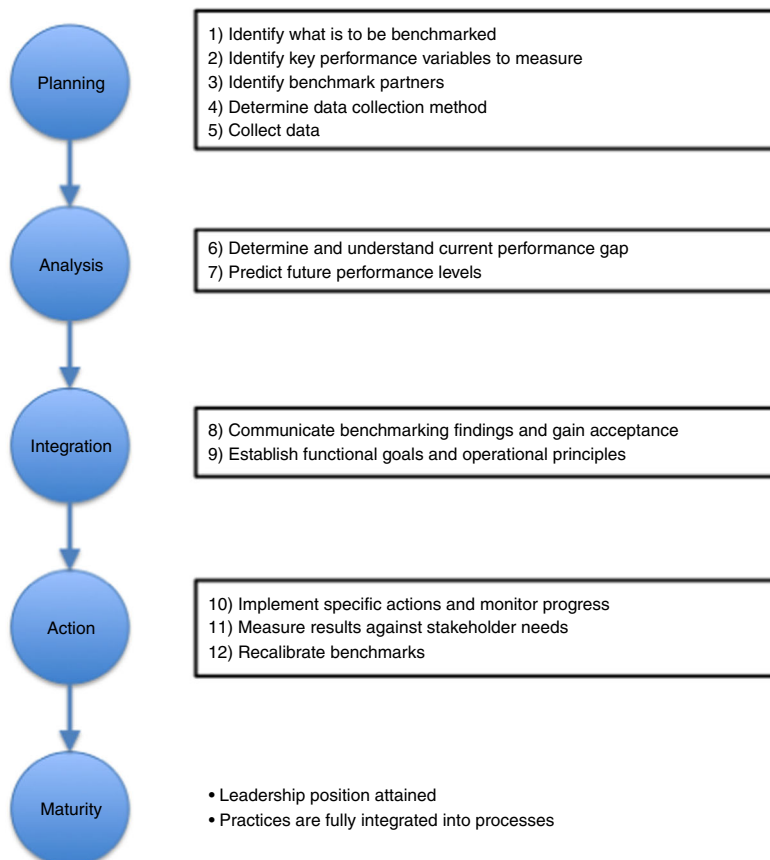 Planning
1) Identify what is to be benchmarked
2) Identify key performance variables to measure
3) Identify benchmark partners
4) Determine data collection method
5) Collect data
Analysis
6) Determine and understand current performance gap
7) Predict future performance levels
Integration
8) Communicate benchmarking findings and gain acceptance
9) Establish functional goals and operational principles
Action
10) Implement specific actions and monitor progress
11) Measure results against stakeholder needs
12) Recalibrate benchmarks
Maturity
• Leadership position attained
• Practices are fully integrated into processes